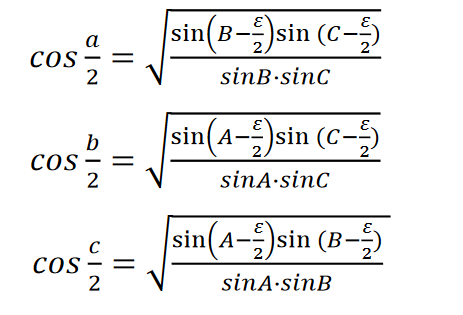 cos a/2 = √(sin(B−ε/2)sin (C−ε/2) / sinB·sinC)
cos b/2 = √(sin(A−ε/2)sin (C−ε/2) / sinA·sinC)
cos c/2 = √(sin(A−ε/2)sin (B−ε/2) / sinA·sinB)